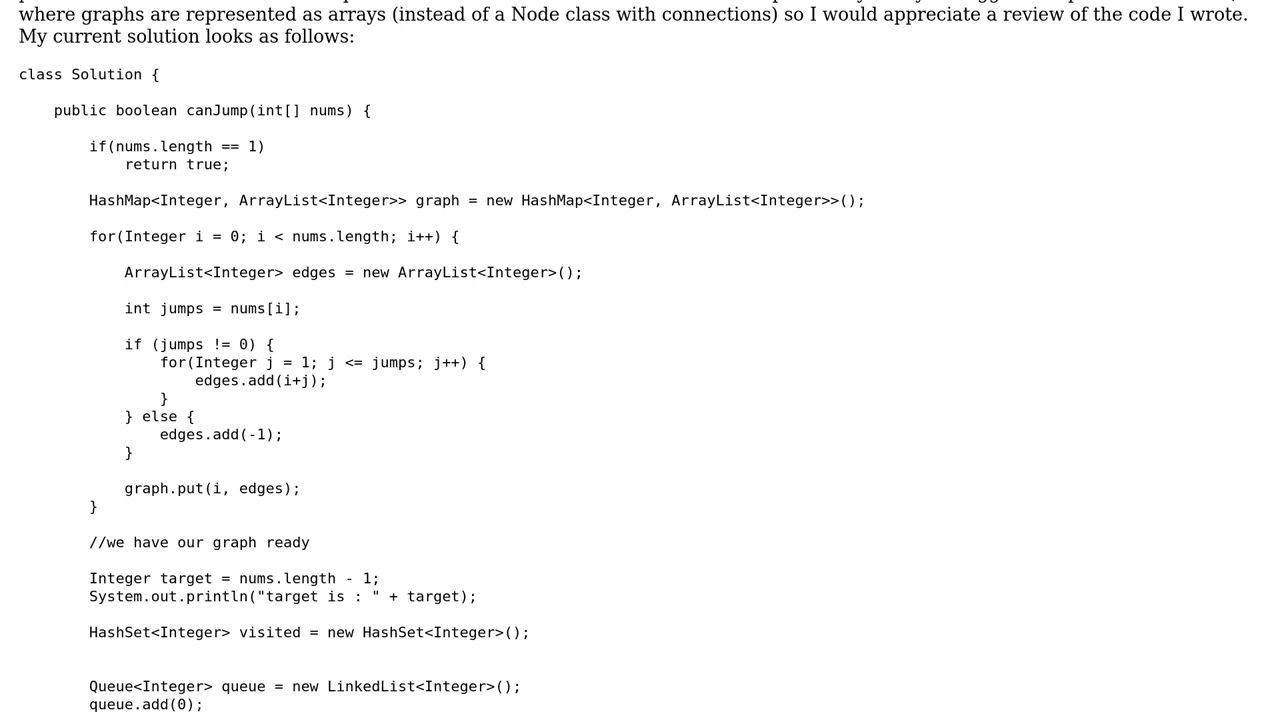 where graphs are represented as arrays (instead of a Node class with connections) so I would appreciate a review of the code I wrote.
My current solution looks as follows:
class Solution {
    public boolean canJump(int[] nums) {
        if(nums.length == 1)
            return true;
        HashMap<Integer, ArrayList<Integer>> graph = new HashMap<Integer, ArrayList<Integer>>();
        for(Integer i = 0; i < nums.length; i++) {
            ArrayList<Integer> edges = new ArrayList<Integer>();
            int jumps = nums[i];
            if (jumps != 0) {
                for(Integer j = 1; j <= jumps; j++) {
                    edges.add(i+j);
                }
            } else {
                edges.add(-1);
            }
            graph.put(i, edges);
        }
        //we have our graph ready
        Integer target = nums.length - 1;
        System.out.println("target is : " + target);
        HashSet<Integer> visited = new HashSet<Integer>();
        Queue<Integer> queue = new LinkedList<Integer>();
        queue.add(0);